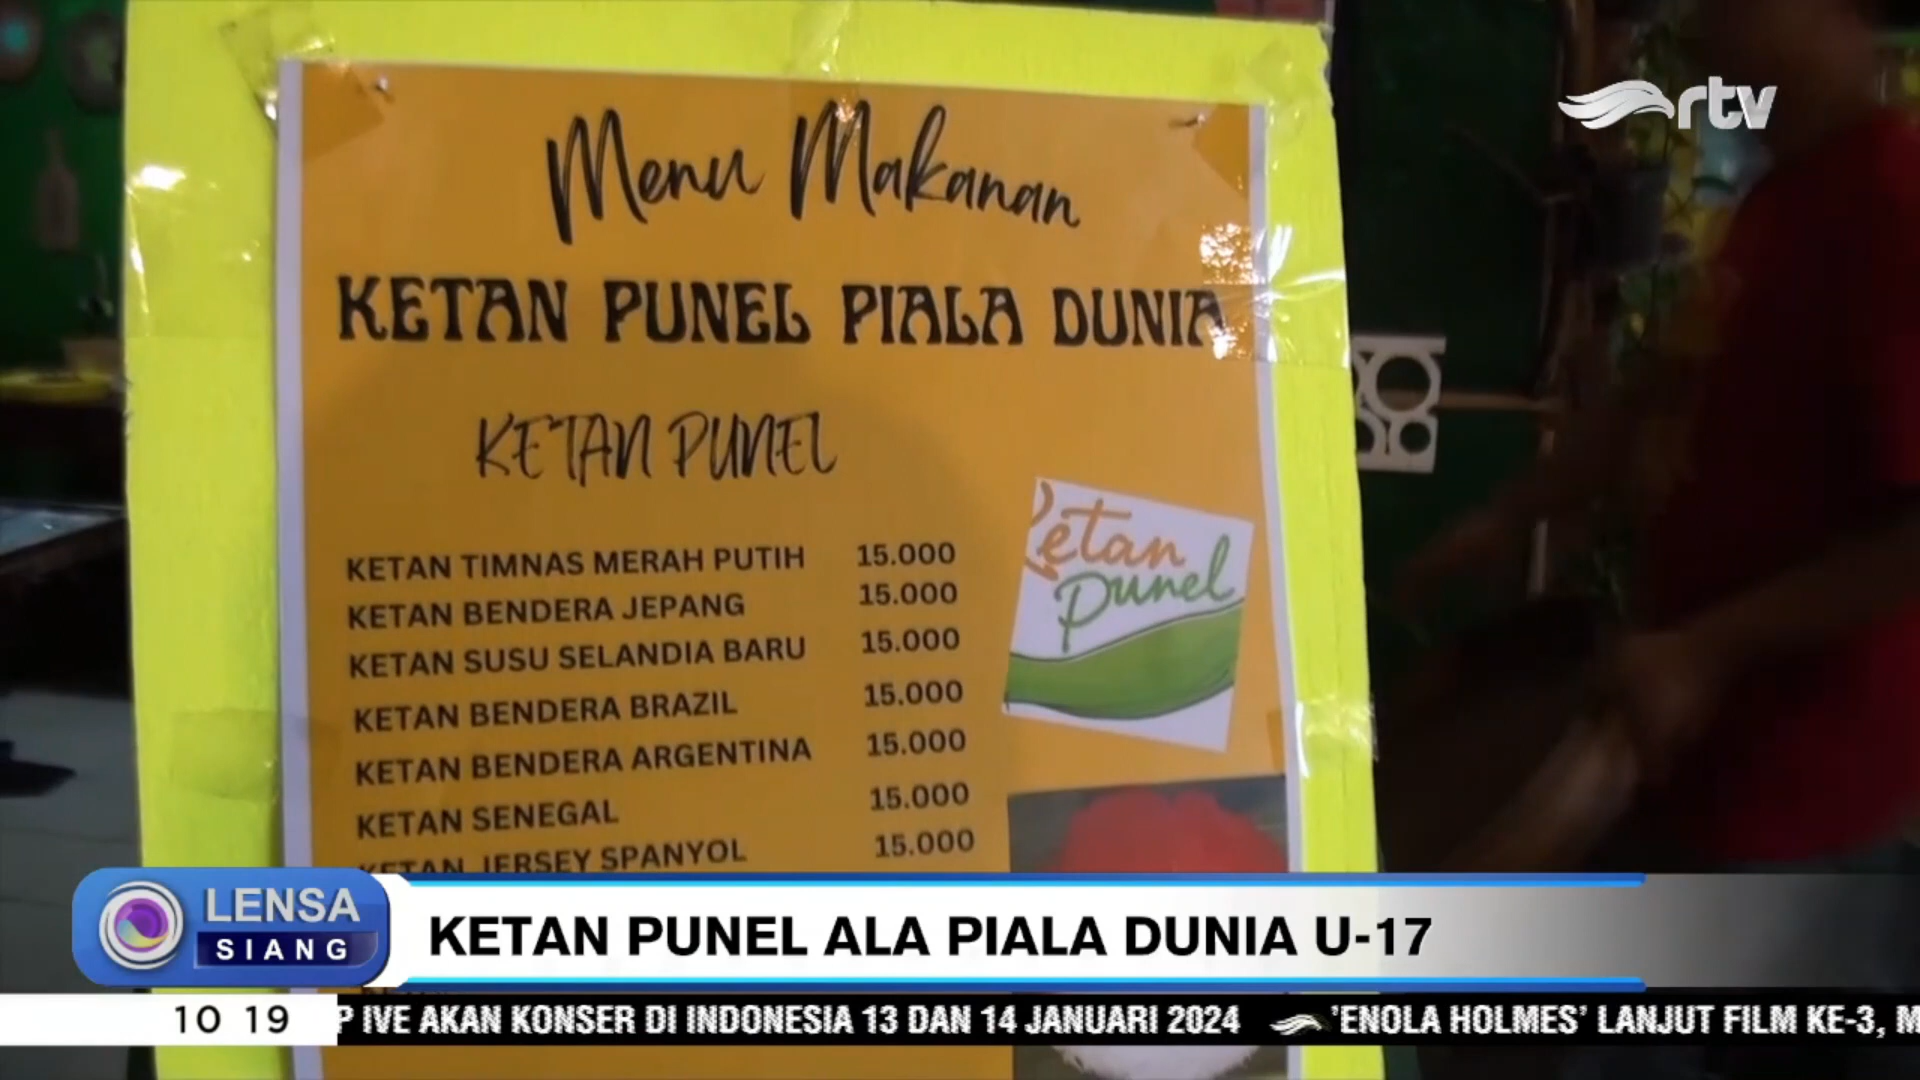 rtv
Menu Makanan
KETAN PUNEL PIALA DUNIA
KETAN PUNEL
KETAN TIMNAS MERAH PUTIH 15.000
KETAN BENDERA JEPANG 15.000
KETAN SUSU SELANDIA BARU 15.000
KETAN BENDERA BRAZIL 15.000
KETAN BENDERA ARGENTINA 15.000
KETAN SENEGAL 15.000
KETAN JERSEY SPANYOL 15.000
Ketan
Punel
LENSA
SIANG
KETAN PUNEL ALA PIALA DUNIA U-17
10 19
P IVE AKAN KONSER DI INDONESIA 13 DAN 14 JANUARI 2024 'ENOLA HOLMES' LANJUT FILM KE-3, M